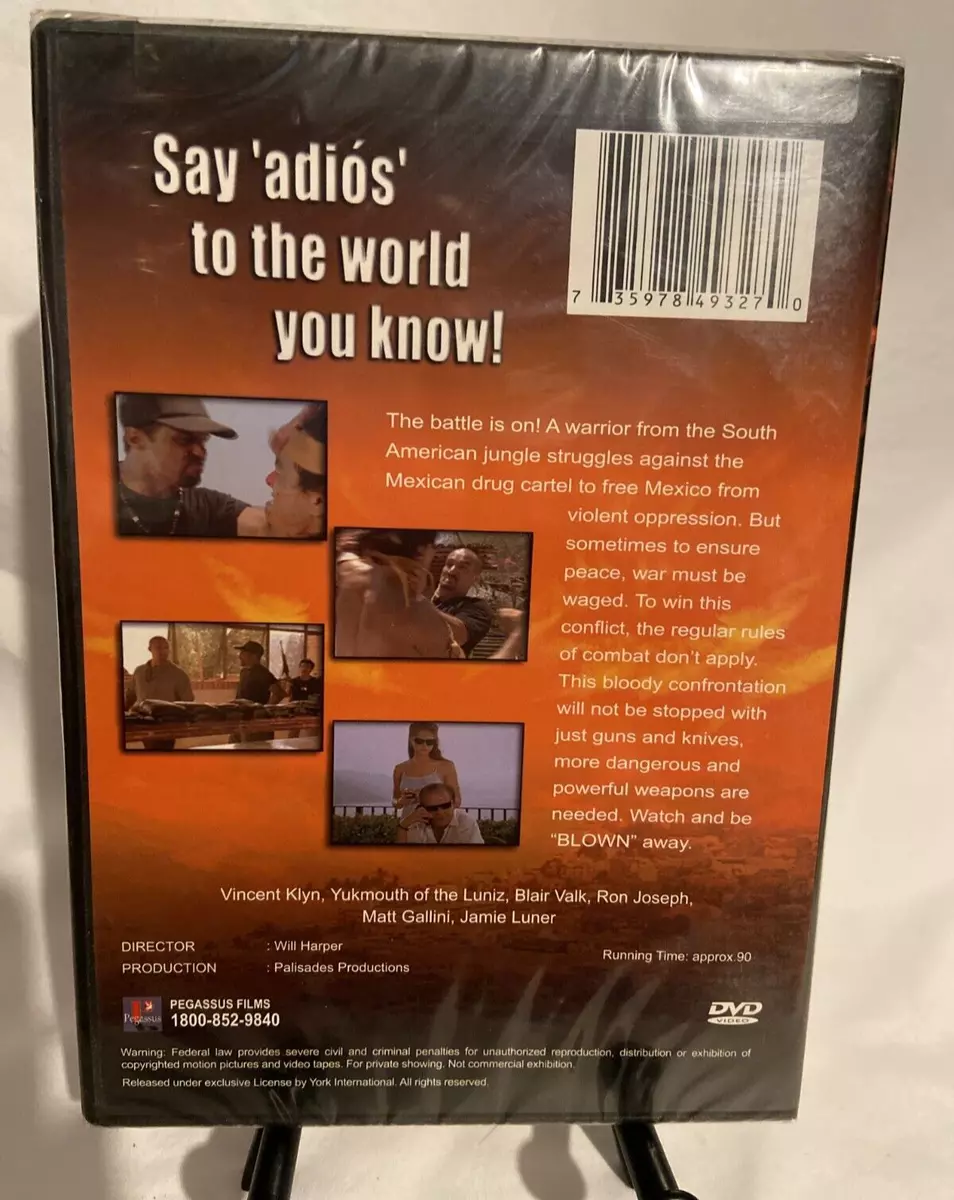 Say 'adiós'
to the world
you know!
7 35978 49327 0
The battle is on! A warrior from the South
American jungle struggles against the
Mexican drug cartel to free Mexico from
violent oppression. But
sometimes to ensure
peace, war must be
waged. To win this
conflict, the regular rules
of combat don't apply.
This bloody confrontation
will not be stopped with
just guns and knives,
more dangerous and
powerful weapons are
needed. Watch and be
“BLOWN” away.
Vincent Klyn, Yukmouth of the Luniz, Blair Valk, Ron Joseph,
Matt Gallini, Jamie Luner
DIRECTOR : Will Harper
PRODUCTION : Palisades Productions
Running Time: approx.90
Pegassus
PEGASSUS FILMS
1800-852-9840
DVD
VIDEO
Warning: Federal law provides severe civil and criminal penalties for unauthorized reproduction, distribution or exhibition of
copyrighted motion pictures and video tapes. For private showing. Not commercial exhibition.
Released under exclusive License by York International. All rights reserved.